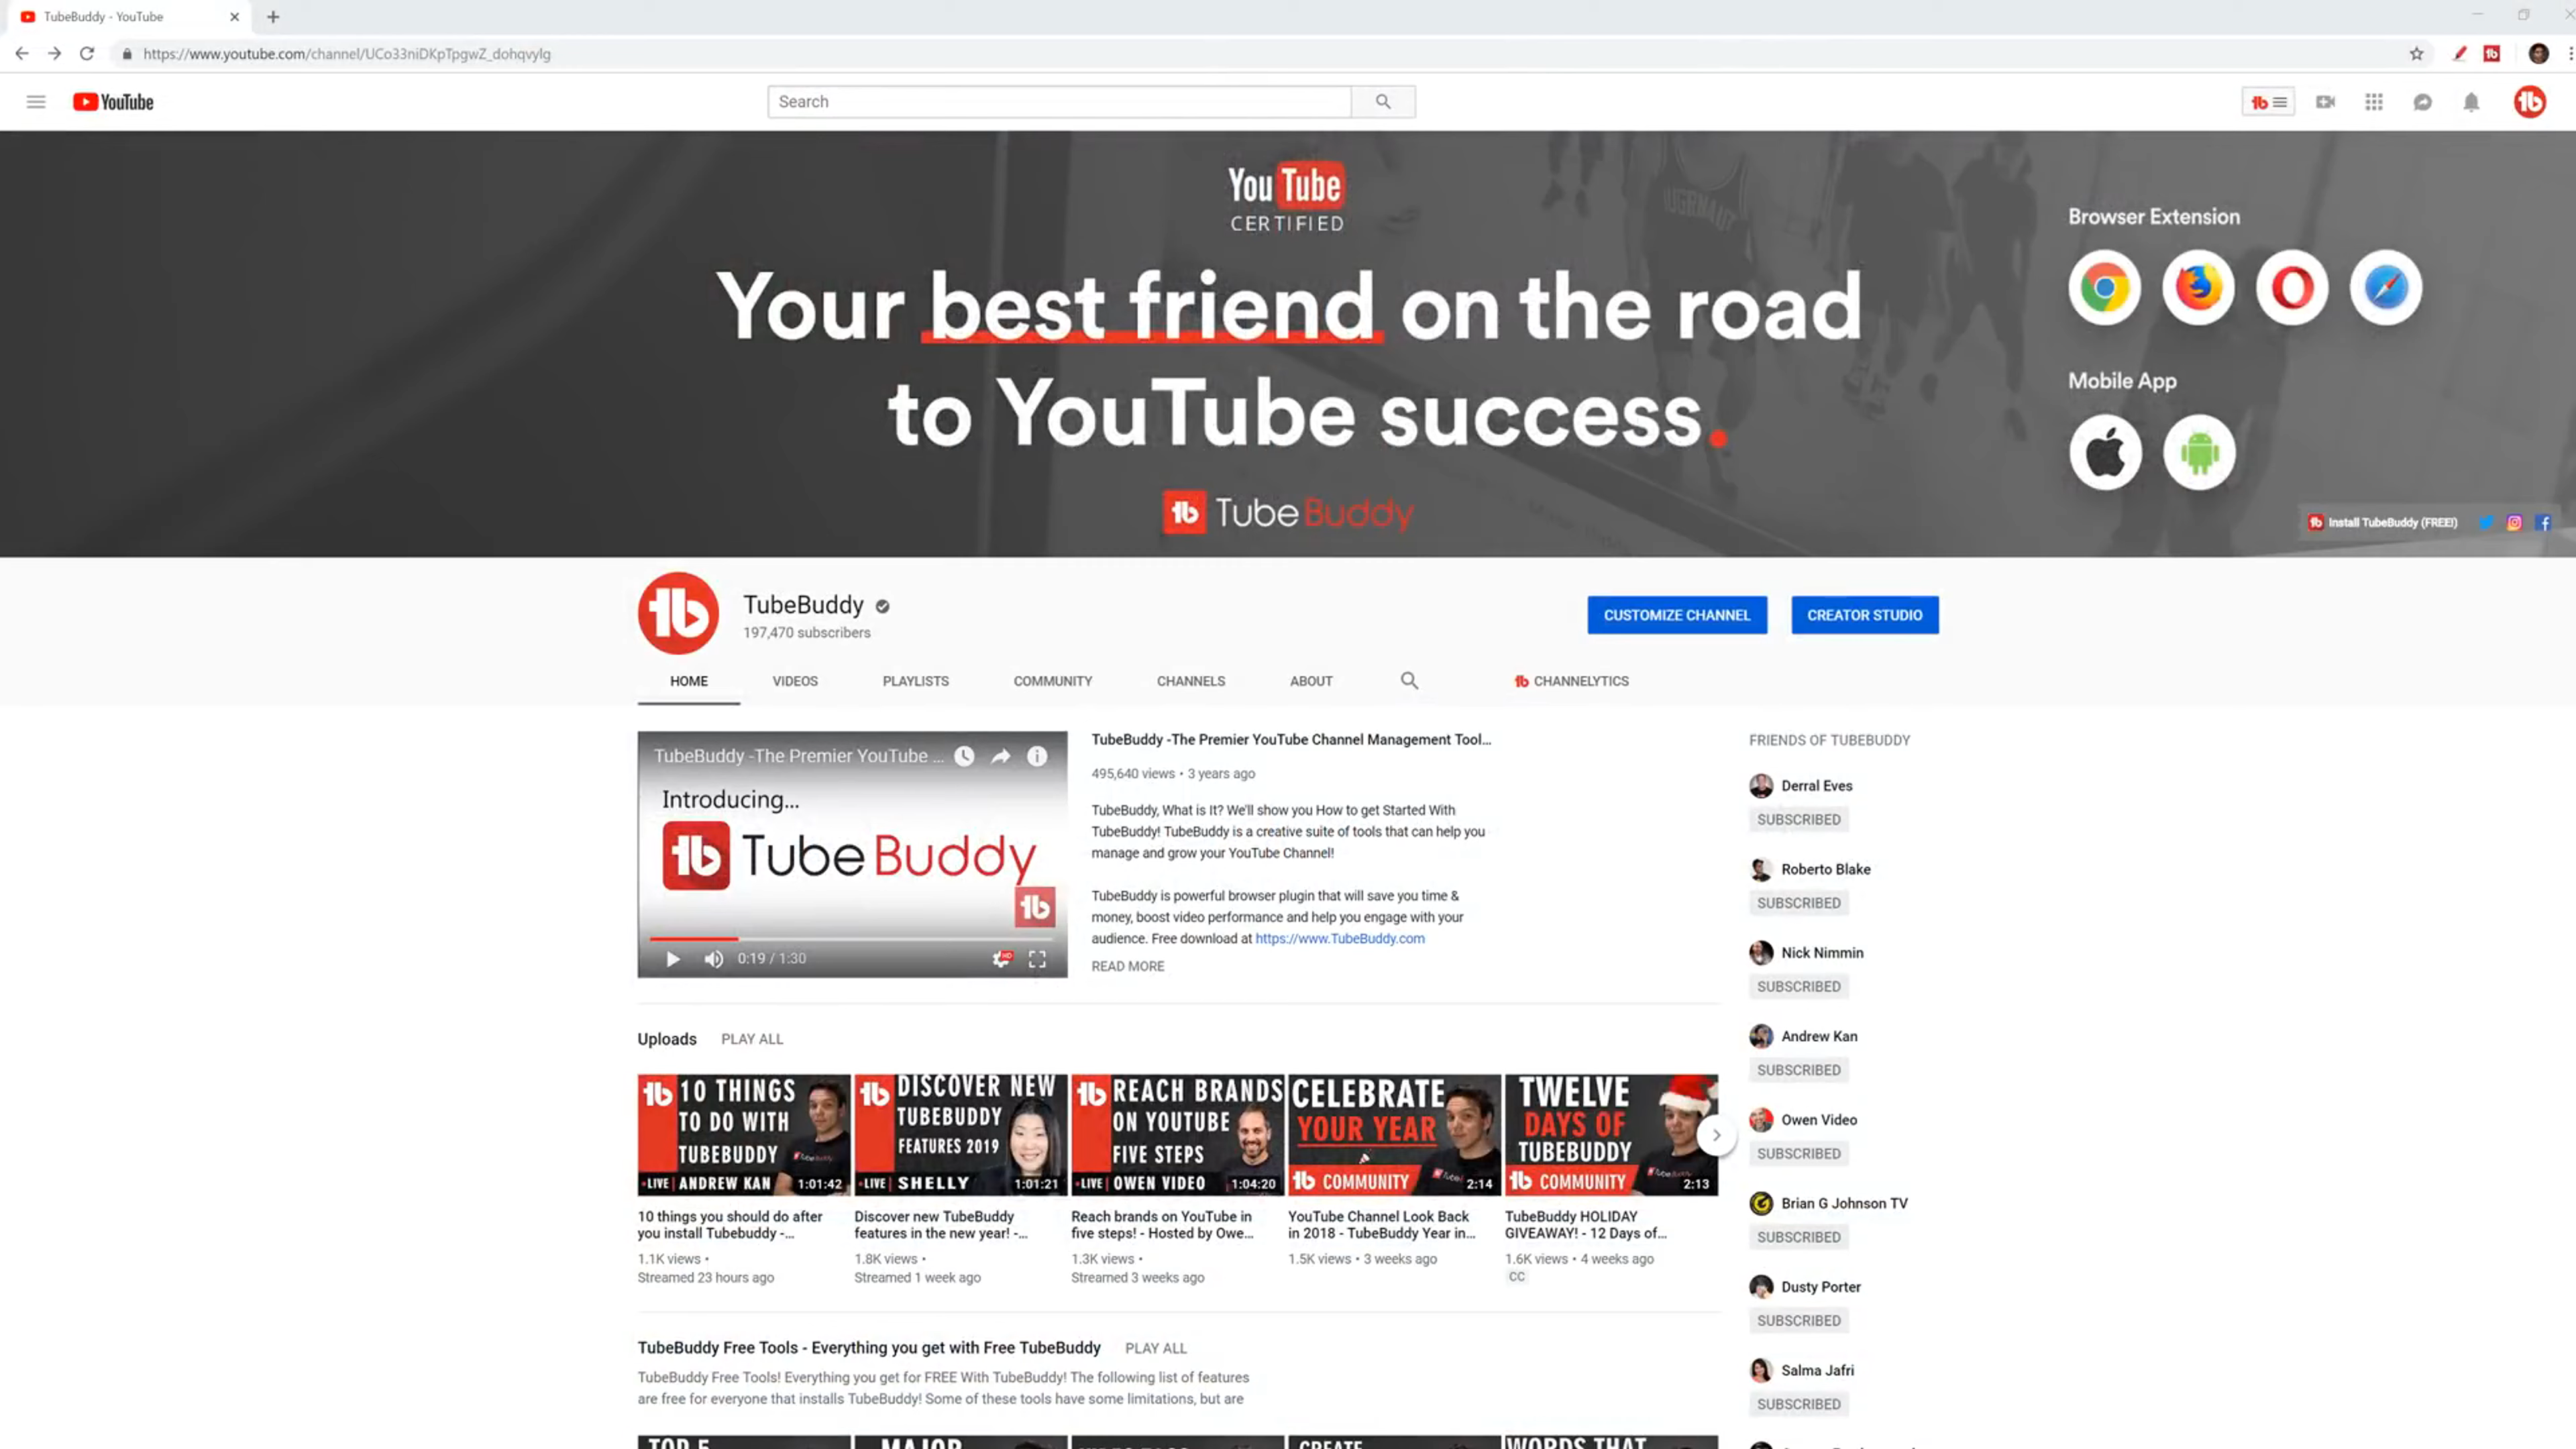 TubeBuddy - YouTube
https://www.youtube.com/channel/UCo33niDKpTpgwZ_dohqvylg
YouTube
Search
You Tube
CERTIFIED
Your best friend on the road
to YouTube success.
TubeBuddy
Browser Extension
Mobile App
Install TubeBuddy (FREE!)
TubeBuddy
197,470 subscribers
CUSTOMIZE CHANNEL
CREATOR STUDIO
HOME
VIDEOS
PLAYLISTS
COMMUNITY
CHANNELS
ABOUT
CHANNELYTICS
TubeBuddy -The Premier YouTube ...
Introducing...
TubeBuddy
0:19 / 1:30
HD
TubeBuddy -The Premier YouTube Channel Management Tool...
495,640 views • 3 years ago
TubeBuddy, What is It? We'll show you How to get Started With
TubeBuddy! TubeBuddy is a creative suite of tools that can help you
manage and grow your YouTube Channel!
TubeBuddy is powerful browser plugin that will save you time &
money, boost video performance and help you engage with your
audience. Free download at https://www.TubeBuddy.com
READ MORE
FRIENDS OF TUBEBUDDY
Derral Eves
SUBSCRIBED
Roberto Blake
SUBSCRIBED
Nick Nimmin
SUBSCRIBED
Andrew Kan
SUBSCRIBED
Owen Video
SUBSCRIBED
Brian G Johnson TV
SUBSCRIBED
Dusty Porter
SUBSCRIBED
Salma Jafri
SUBSCRIBED
Uploads
PLAY ALL
10 THINGS
TO DO WITH
TUBEBUDDY
•LIVE | ANDREW KAN
1:01:42
10 things you should do after
you install Tubebuddy -...
1.1K views •
Streamed 23 hours ago
DISCOVER NEW
TUBEBUDDY
FEATURES 2019
•LIVE | SHELLY
1:01:21
Discover new TubeBuddy
features in the new year! -...
1.8K views •
Streamed 1 week ago
REACH BRANDS
ON YOUTUBE
FIVE STEPS
•LIVE | OWEN VIDEO
1:04:20
Reach brands on YouTube in
five steps! - Hosted by Owe...
1.3K views •
Streamed 3 weeks ago
CELEBRATE
YOUR YEAR
COMMUNITY
2:14
YouTube Channel Look Back
in 2018 - TubeBuddy Year in...
1.5K views • 3 weeks ago
TWELVE
DAYS OF
TUBEBUDDY
COMMUNITY
2:13
TubeBuddy HOLIDAY
GIVEAWAY! - 12 Days of...
1.6K views • 4 weeks ago
CC
TubeBuddy Free Tools - Everything you get with Free TubeBuddy
PLAY ALL
TubeBuddy Free Tools! Everything you get for FREE With TubeBuddy! The following list of features
are free for everyone that installs TubeBuddy! Some of these tools have some limitations, but are
TOP 5
MAJOR
CREATE
WORDS THAT